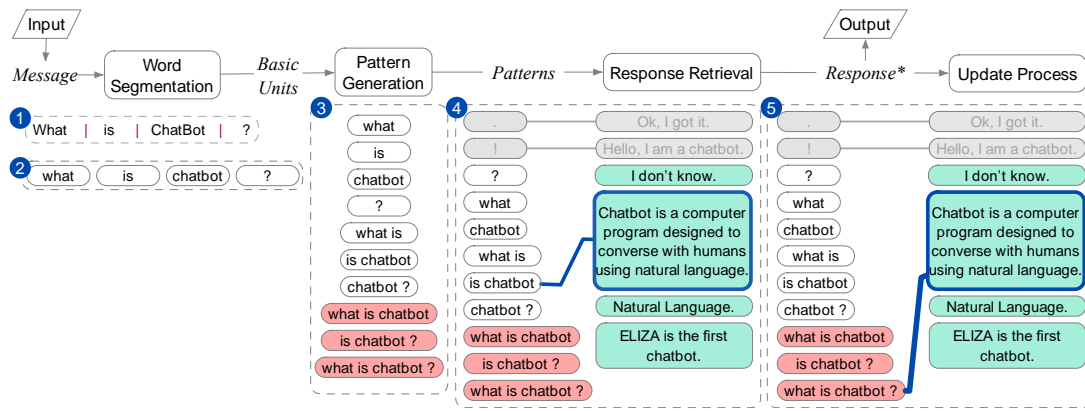 Input
Output
Message
Word
Segmentation
Basic
Units
Pattern
Generation
Patterns
Response Retrieval
Response*
Update Process
1
What | is | ChatBot | ?
2
what
is
chatbot
?
3
what
is
chatbot
?
what is
is chatbot
chatbot ?
what is chatbot
is chatbot ?
what is chatbot ?
4
. Ok, I got it.
! Hello, I am a chatbot.
?
what
chatbot
what is
is chatbot
chatbot ?
what is chatbot
is chatbot ?
what is chatbot ?
I don't know.
Chatbot is a computer
program designed to
converse with humans
using natural language.
Natural Language.
ELIZA is the first
chatbot.
5
. Ok, I got it.
! Hello, I am a chatbot.
?
what
chatbot
what is
is chatbot
chatbot ?
what is chatbot
is chatbot ?
what is chatbot ?
I don't know.
Chatbot is a computer
program designed to
converse with humans
using natural language.
Natural Language.
ELIZA is the first
chatbot.